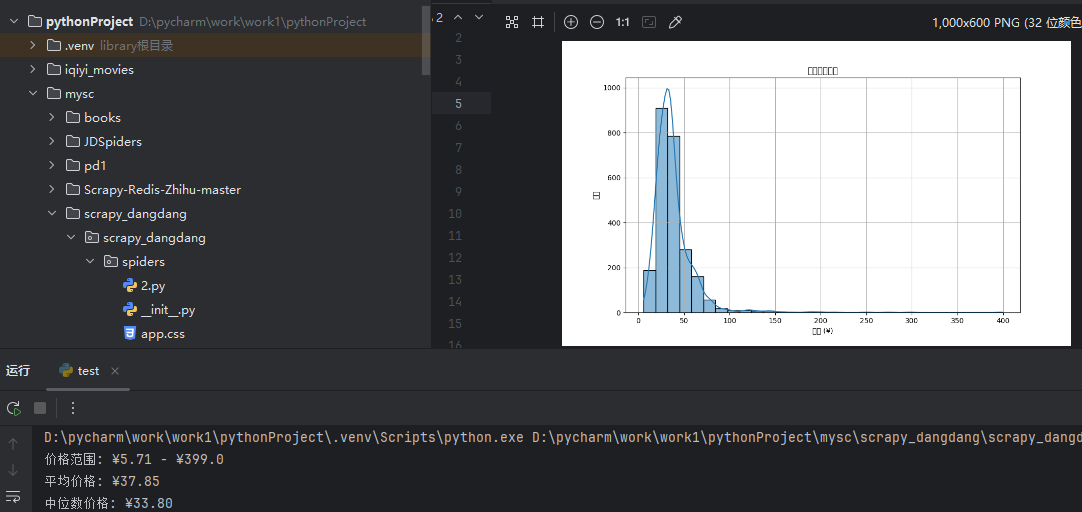 pythonProject D:\pycharm\work\work1\pythonProject
.venv library根目录
iqiyi_movies
mysc
books
JDSpiders
pd1
Scrapy-Redis-Zhihu-master
scrapy_dangdang
scrapy_dangdang
spiders
2.py
__init__.py
app.css
2
2
3
4
5
6
7
8
9
10
11
12
13
14
15
16
1:1
1,000x600 PNG (32 位颜色
1000
800
600
400
200
0
0 50 100 150 200 250 300 350 400
(¥)
运行 test
D:\pycharm\work\work1\pythonProject\.venv\Scripts\python.exe D:\pycharm\work\work1\pythonProject\mysc\scrapy_dangdang\scrapy_dangd
价格范围: ¥5.71 - ¥399.0
平均价格: ¥37.85
中位数价格: ¥33.80